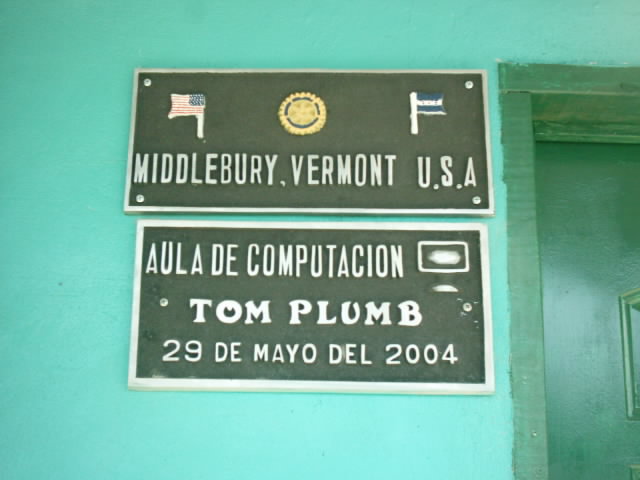 MIDDLEBURY, VERMONT U.S.A
AULA DE COMPUTACION
TOM PLUMB
29 DE MAYO DEL 2004